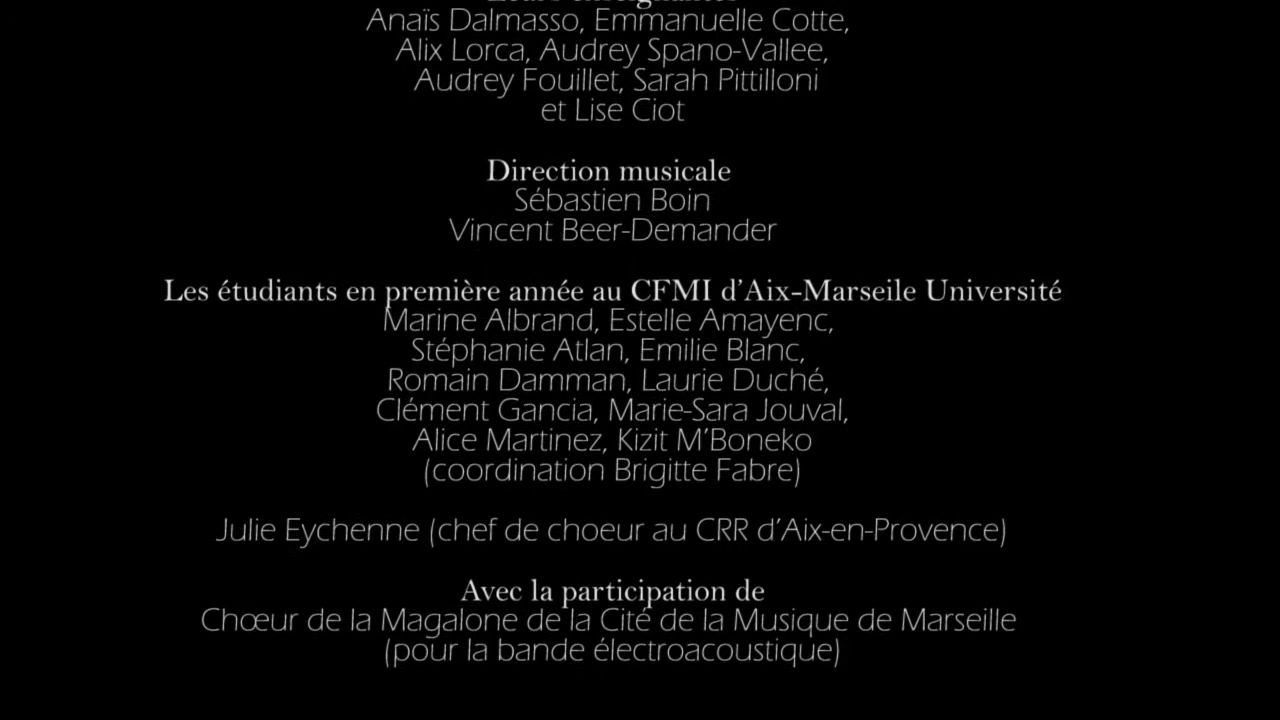 Anaïs Dalmasso, Emmanuelle Cotte,
Alix Lorca, Audrey Spano-Vallee,
Audrey Fouillet, Sarah Pittilloni
et Lise Ciot
Direction musicale
Sébastien Boin
Vincent Beer-Demander
Les étudiants en première année au CFMI d'Aix-Marseile Université
Marine Albrand, Estelle Amayenc,
Stéphanie Atlan, Emilie Blanc,
Romain Damman, Laurie Duché,
Clément Gancia, Marie-Sara Jouval,
Alice Martinez, Kizit M'Boneko
(coordination Brigitte Fabre)
Julie Eychenne (chef de choeur au CRR d'Aix-en-Provence)
Avec la participation de
Chœur de la Magalone de la Cité de la Musique de Marseille
(pour la bande électroacoustique)